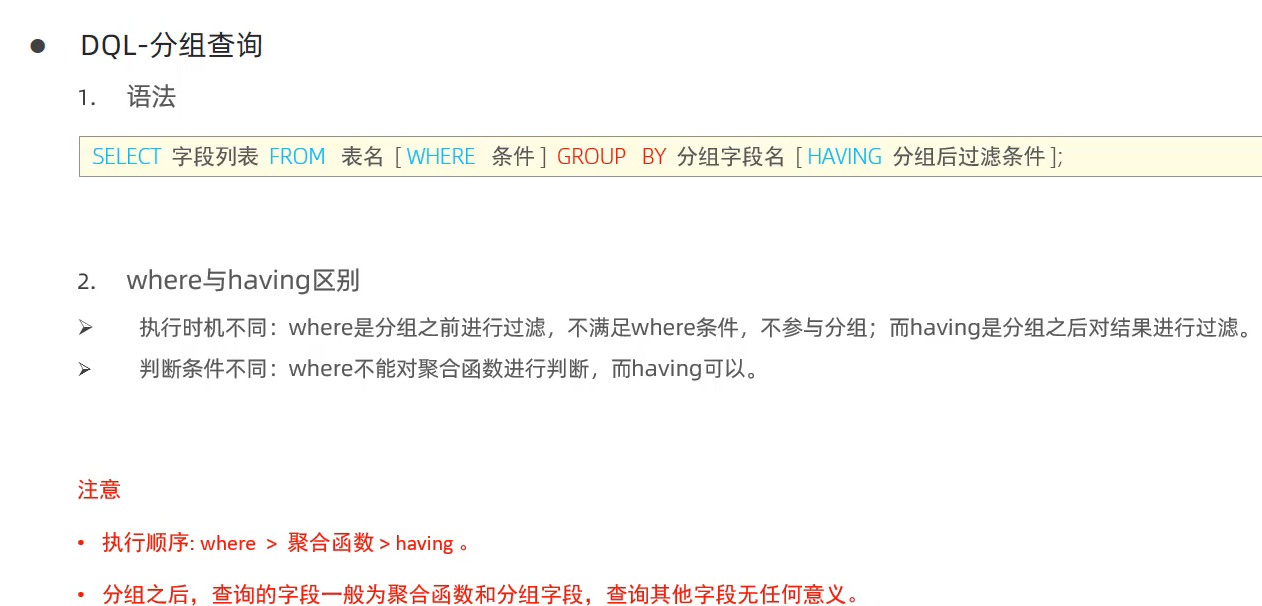 DQL-分组查询
1. 语法
SELECT 字段列表 FROM 表名 [ WHERE 条件 ] GROUP BY 分组字段名 [ HAVING 分组后过滤条件 ];
2. where与having区别
执行时机不同：where是分组之前进行过滤，不满足where条件，不参与分组；而having是分组之后对结果进行过滤。
判断条件不同：where不能对聚合函数进行判断，而having可以。
注意
• 执行顺序: where > 聚合函数 > having 。
• 分组之后，查询的字段一般为聚合函数和分组字段，查询其他字段无任何意义。